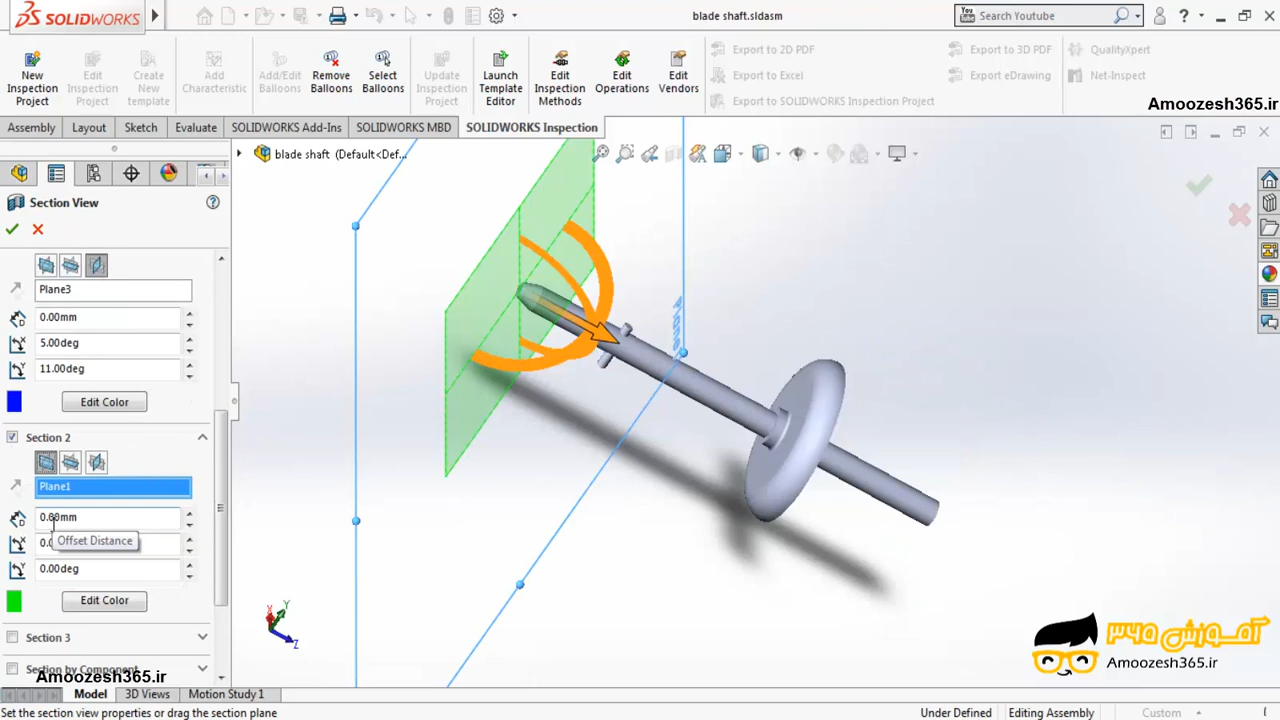 SOLIDWORKS
blade shaft.sldasm
Search Youtube
New Inspection Project
Edit Inspection Project
Create New template
Add Characteristic
Add/Edit Balloons
Remove Balloons
Select Balloons
Update Inspection Project
Launch Template Editor
Edit Inspection Methods
Edit Operations
Edit Vendors
Export to 2D PDF
Export to Excel
Export to SOLIDWORKS Inspection Project
Export to 3D PDF
Export eDrawing
QualityXpert
Net-Inspect
Amoozesh365.ir
Assembly Layout Sketch Evaluate SOLIDWORKS Add-Ins SOLIDWORKS MBD SOLIDWORKS Inspection
blade shaft (Default<Def...
Section View
Plane3
0.00mm
5.00deg
11.00deg
Edit Color
Section 2
Plane1
0.00mm
Offset Distance
0.00deg
Edit Color
Section 3
Section by Component
Amoozesh365.ir
Y
X
Z
آموزش ۳۶۵
Amoozesh365.ir
Model 3D Views Motion Study 1
Set the section view properties or drag the section plane
Under Defined Editing Assembly Custom